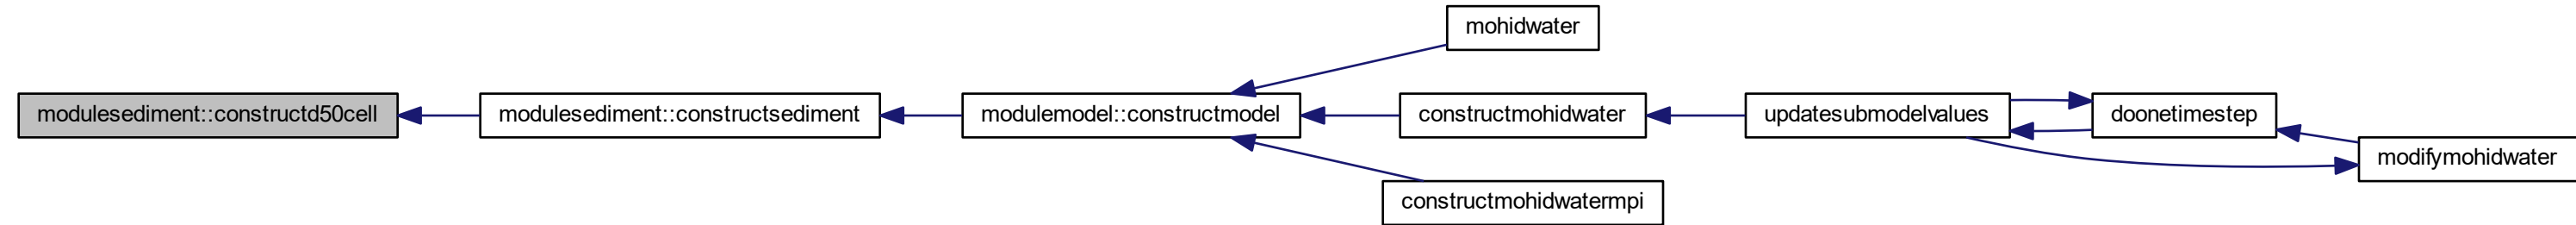 mohidwater
modulesediment::constructd50cell
modulesediment::constructsediment
modulemodel::constructmodel
constructmohidwater
updatesubmodelvalues
doonetimestep
modifymohidwater
constructmohidwatermpi